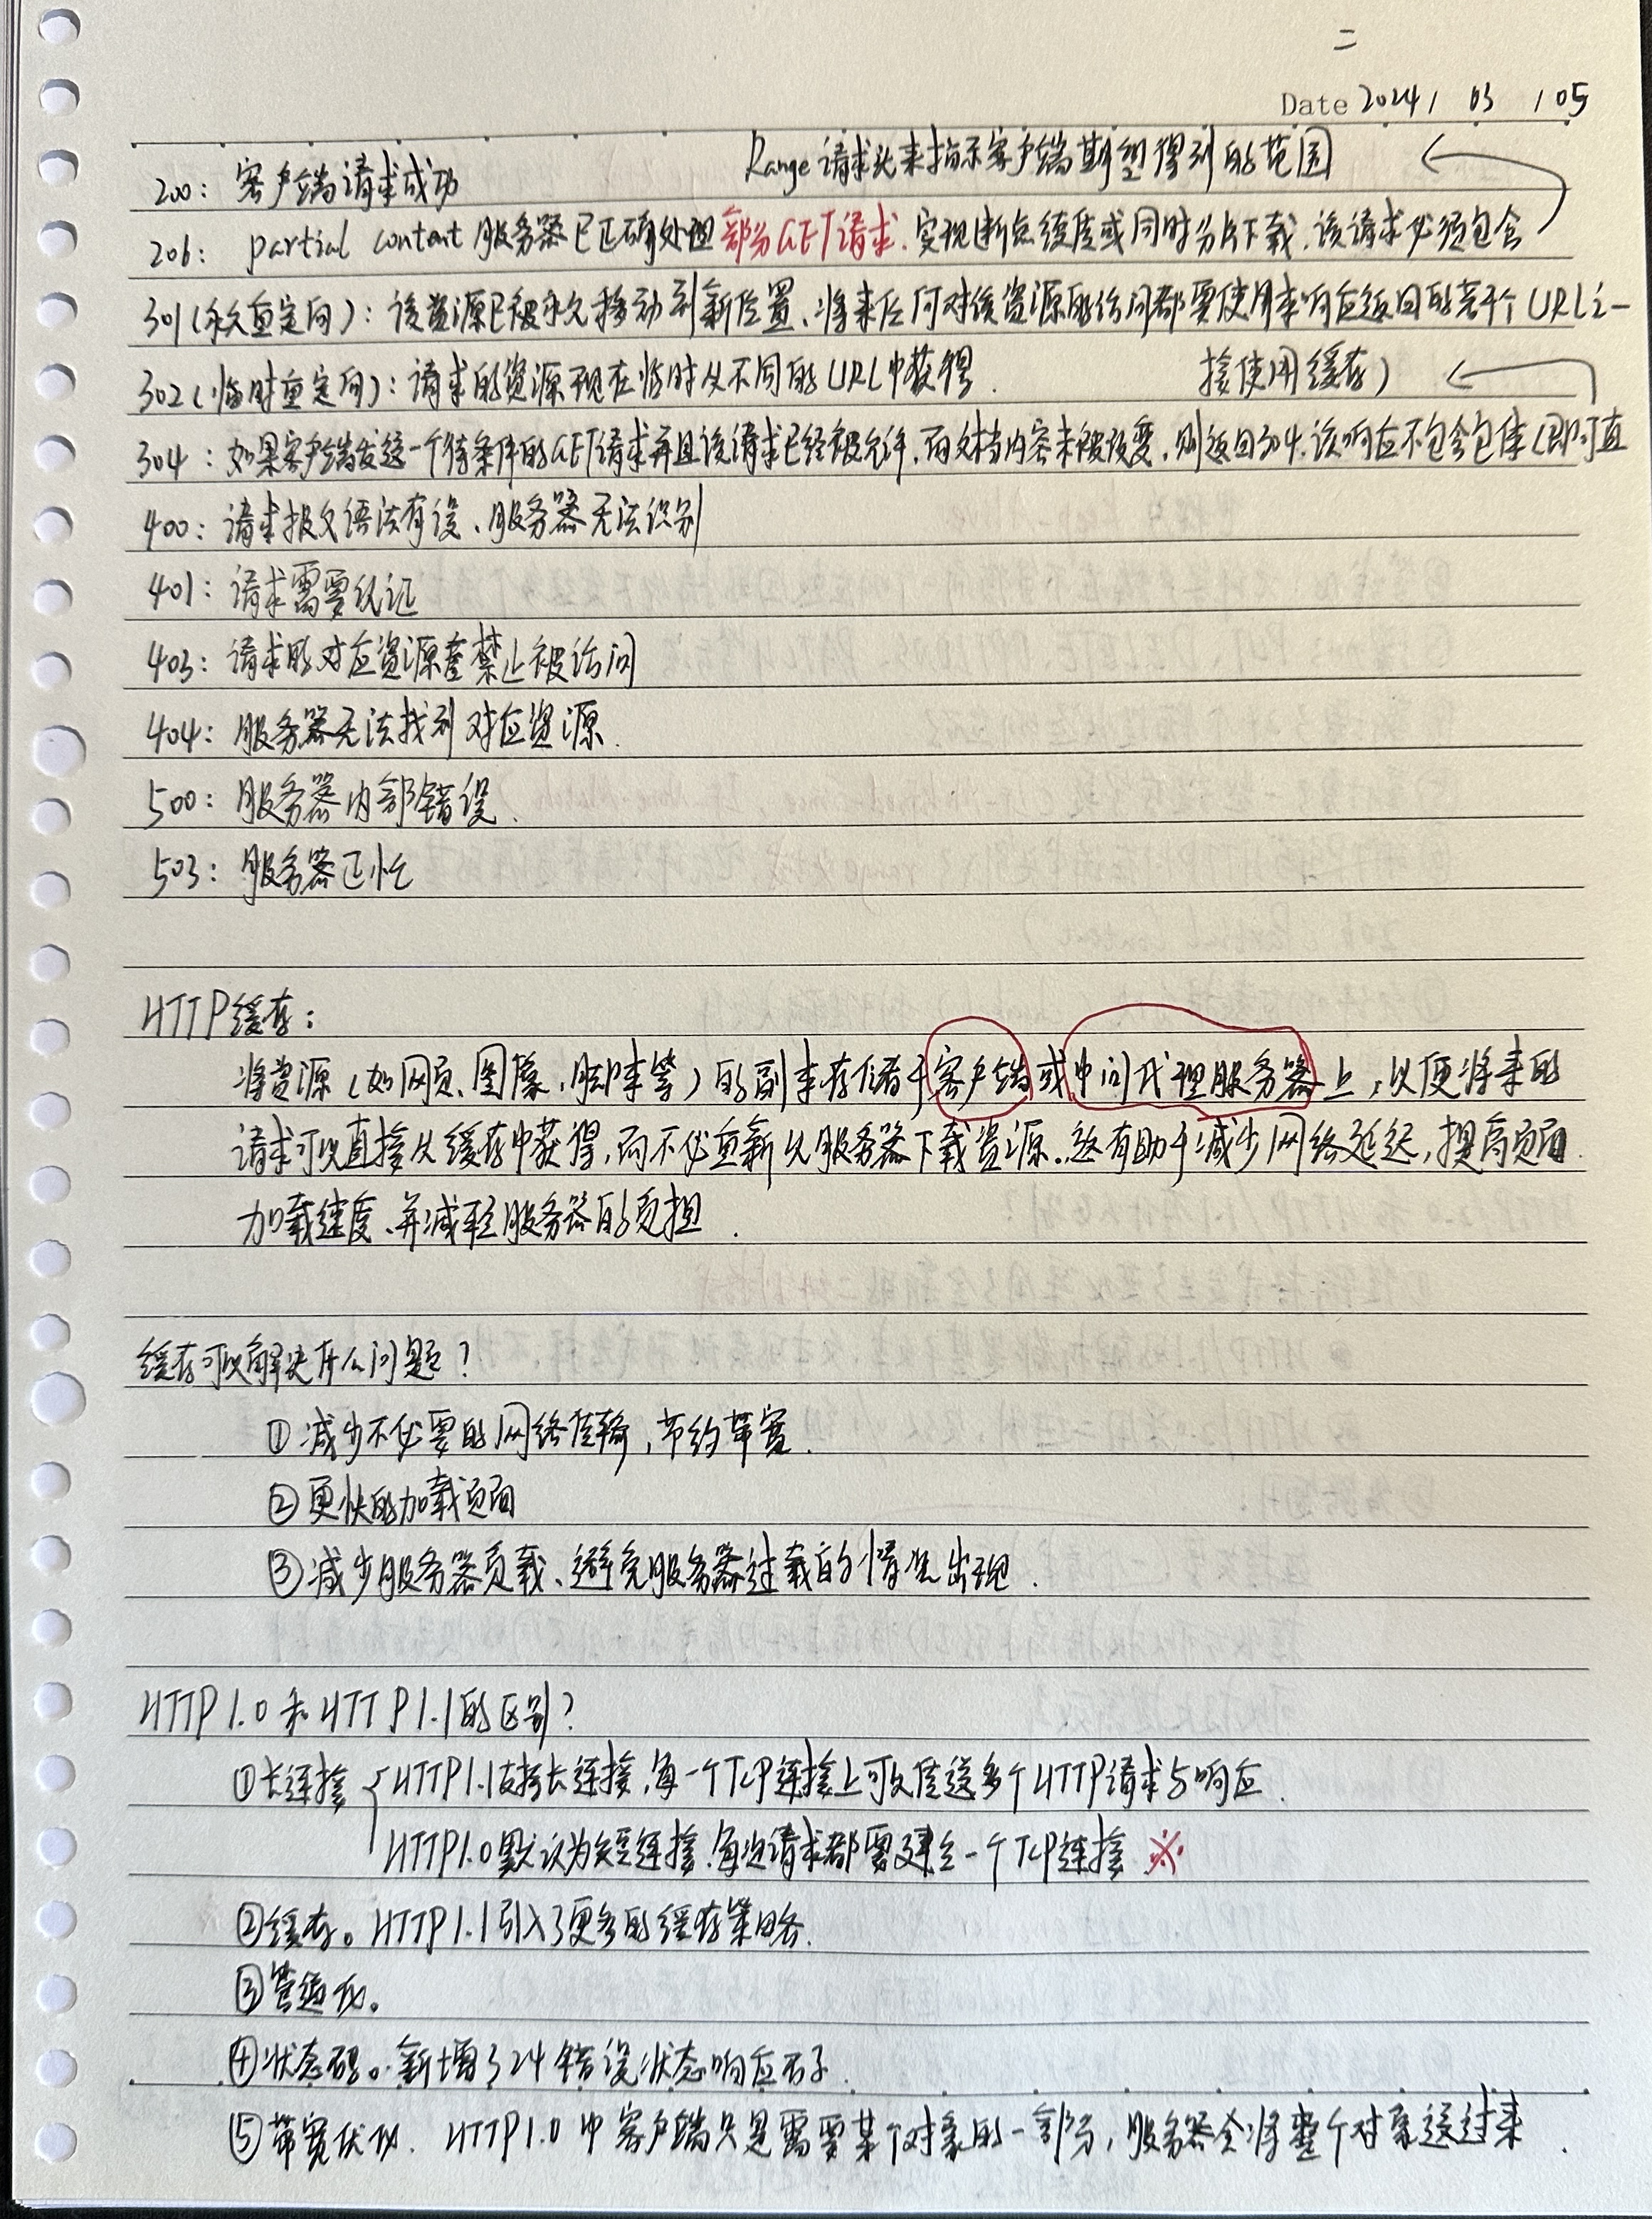 二
Date 2024 / 03 / 05
200: 客户端请求成功
Range 请求头来指示客户端期望得到的范围
206: partial content 服务器已正确处理部分GET请求、实现断点续传或同时分片下载、该请求必须包含
301(永久重定向): 该资源已被永久移动到新位置、将来任何对该资源的访问都要使用本响应返回的若干个URL之一
302(临时重定向): 请求的资源现在临时从不同的URL中获得.
接使用缓存)
304: 如果客户端发送一个带条件的GET请求并且该请求已经被允许、而文档内容未被改变、则返回304.该响应不包含包体(即可直
400: 请求报文语法有误、服务器无法识别
401: 请求需要认证
403: 请求的对应资源禁止被访问
404: 服务器无法找到对应资源.
500: 服务器内部错误.
503: 服务器正忙
HTTP缓存:
将资源(如网页、图像、脚本等)的副本存储于客户端或中间代理服务器上,以便将来的
请求可以直接从缓存中获得,而不必重新从服务器下载资源.这有助于减少网络延迟,提高页面
加载速度、并减轻服务器的负担.
缓存可以解决什么问题?
①减少不必要的网络传输,节约带宽.
②更快的加载页面
③减少服务器负载、避免服务器过载的情况出现.
HTTP1.0和HTTP1.1的区别?
①长连接 { HTTP1.1支持长连接,每一个TCP连接上可以传送多个HTTP请求与响应.
HTTP1.0默认为短连接,每次请求都需要建立一个TCP连接 ※
②缓存。HTTP1.1引入了更多的缓存策略.
③管道化。
④状态码。新增了24错误状态响应码.
⑤带宽优化. HTTP1.0中客户端只是需要某个对象的一部分,服务器会将整个对象送过来.